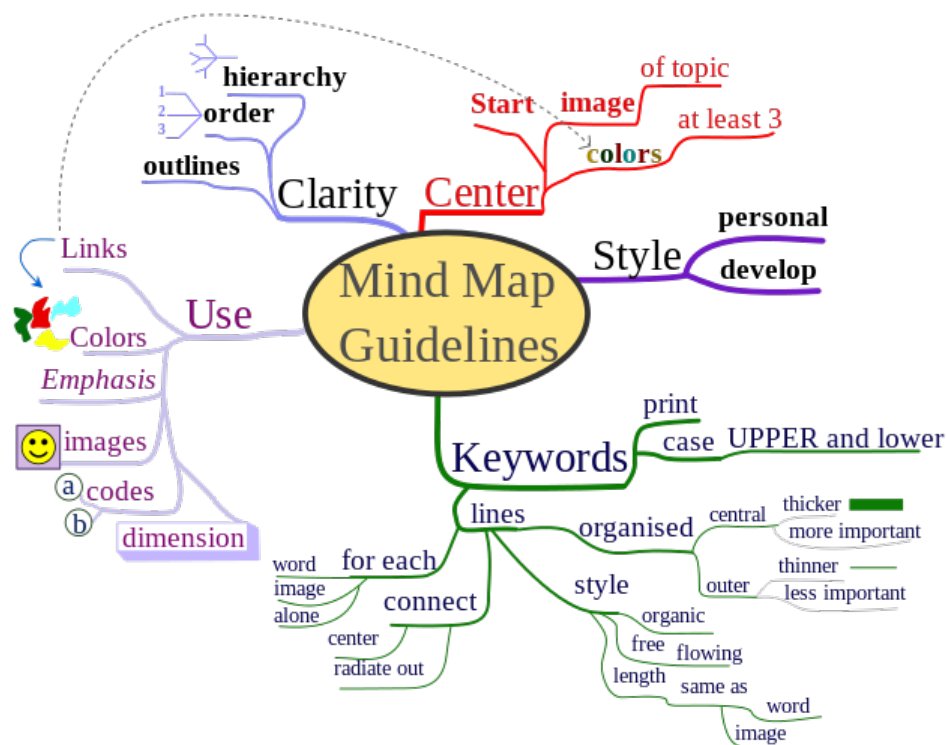 Mind Map
Guidelines
Center
Start
image
of topic
colors
at least 3
Style
personal
develop
Keywords
print
case
UPPER and lower
lines
organised
central
thicker
more important
outer
thinner
less important
style
organic
free
flowing
length
same as
word
image
connect
center
radiate out
for each
word
image
alone
Use
Links
Colors
Emphasis
images
codes
a
b
dimension
Clarity
hierarchy
order
1
2
3
outlines